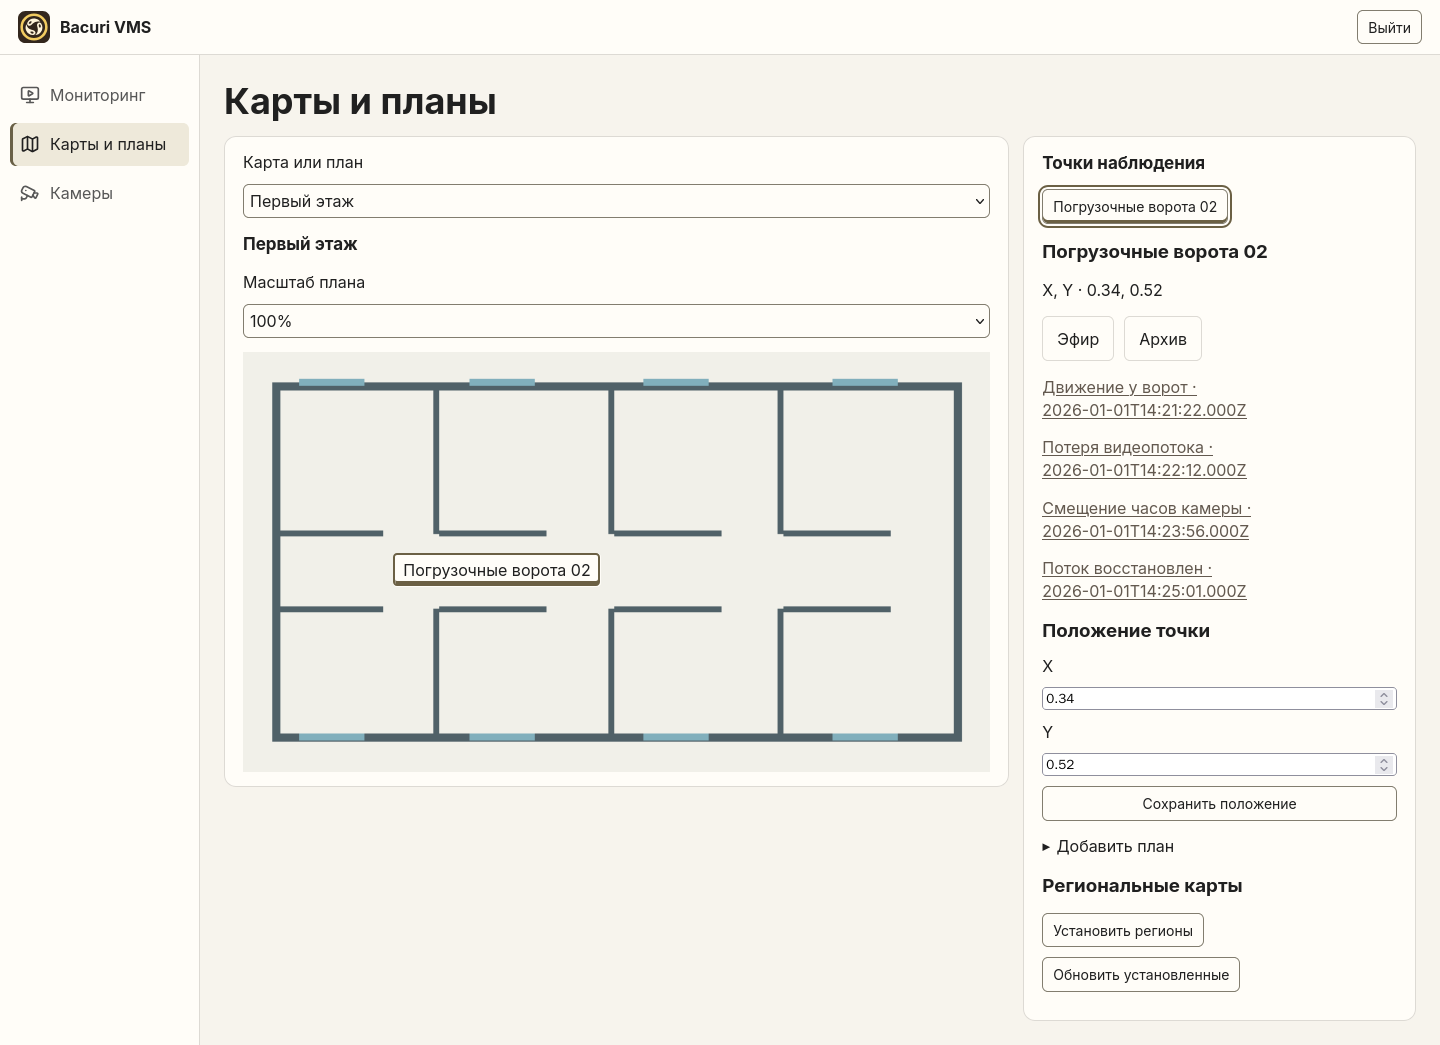 Bacuri VMS
Выйти
Мониторинг
Карты и планы
Камеры
Карты и планы
Карта или план
Первый этаж
Первый этаж
Масштаб плана
100%
Погрузочные ворота 02
Точки наблюдения
Погрузочные ворота 02
Погрузочные ворота 02
X, Y · 0.34, 0.52
Эфир
Архив
Движение у ворот ·
2026-01-01T14:21:22.000Z
Потеря видеопотока ·
2026-01-01T14:22:12.000Z
Смещение часов камеры ·
2026-01-01T14:23:56.000Z
Поток восстановлен ·
2026-01-01T14:25:01.000Z
Положение точки
X
0.34
Y
0.52
Сохранить положение
Добавить план
Региональные карты
Установить регионы
Обновить установленные